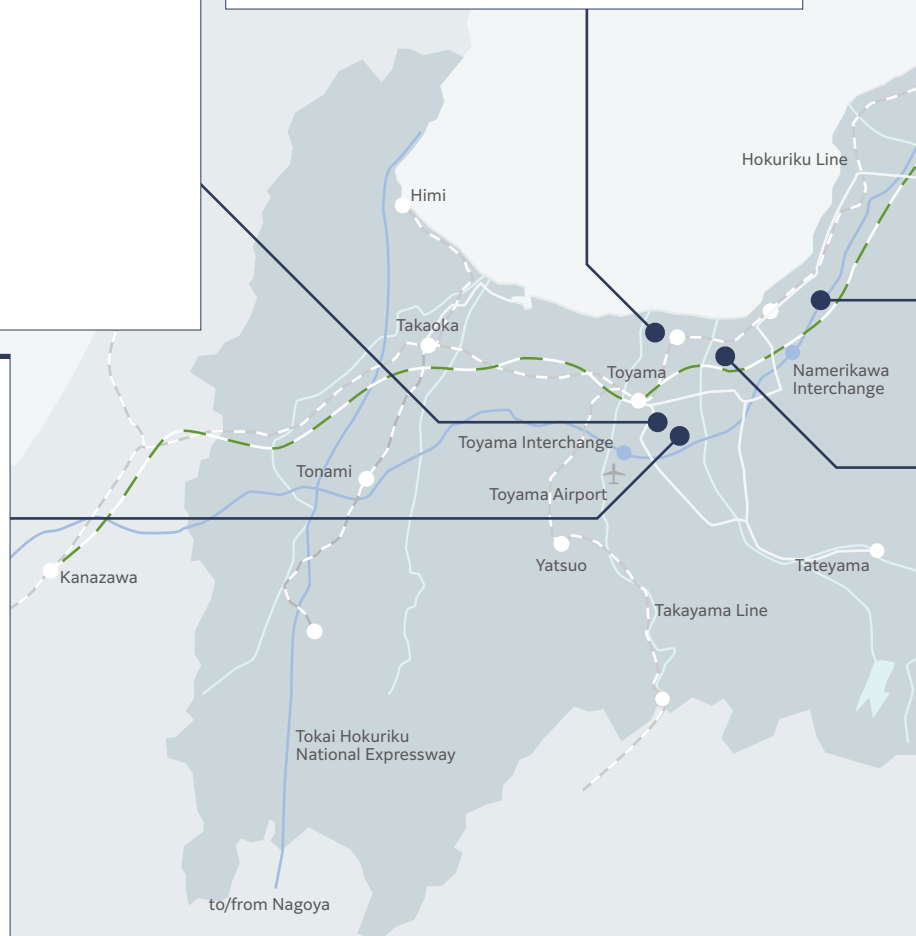 Hokuriku Line
Himi
Takaoka
Toyama
Namerikawa
Interchange
Toyama Interchange
Tonami
Toyama Airport
Yatsuo
Tateyama
Kanazawa
Takayama Line
Tokai Hokuriku
National Expressway
to/from Nagoya